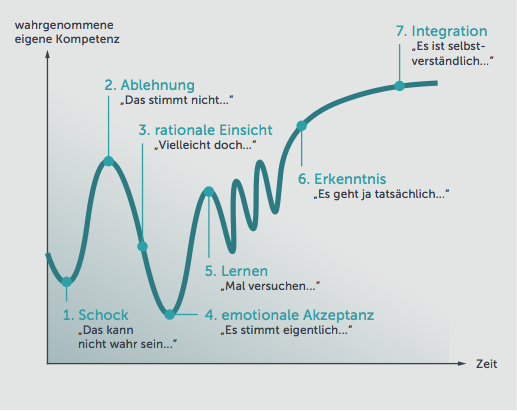 wahrgenommene
eigene Kompetenz
7. Integration
„Es ist selbst-
verständlich...“
2. Ablehnung
„Das stimmt nicht...“
3. rationale Einsicht
„Vielleicht doch...“
6. Erkenntnis
„Es geht ja tatsächlich...“
5. Lernen
„Mal versuchen...“
1. Schock
„Das kann
nicht wahr sein...“
4. emotionale Akzeptanz
„Es stimmt eigentlich...“
Zeit